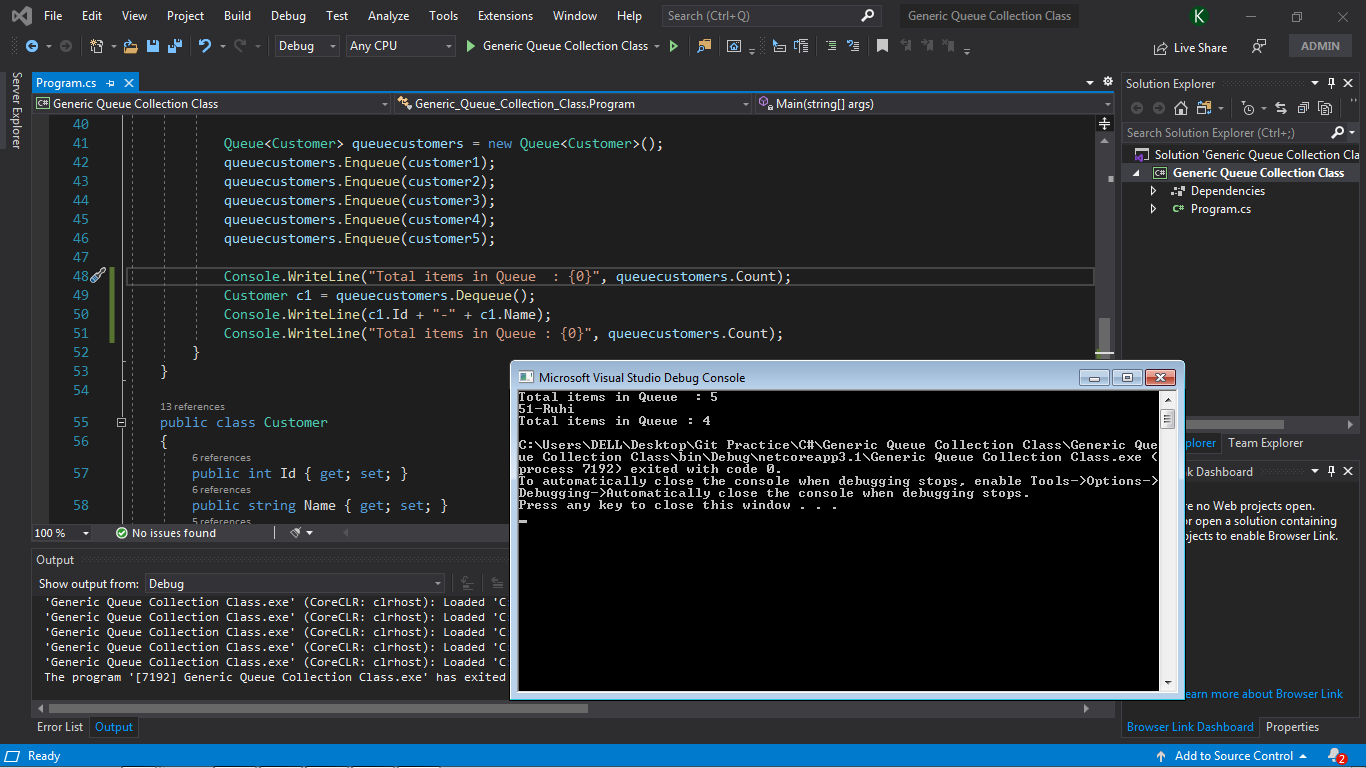 File Edit View Project Build Debug Test Analyze Tools Extensions Window Help Search (Ctrl+Q) Generic Queue Collection Class K
Debug Any CPU Generic Queue Collection Class Live Share ADMIN
Server Explorer
Program.cs
Generic Queue Collection Class Generic_Queue_Collection_Class.Program Main(string[] args)
40
41 Queue<Customer> queuecustomers = new Queue<Customer>();
42 queuecustomers.Enqueue(customer1);
43 queuecustomers.Enqueue(customer2);
44 queuecustomers.Enqueue(customer3);
45 queuecustomers.Enqueue(customer4);
46 queuecustomers.Enqueue(customer5);
47
48 Console.WriteLine("Total items in Queue  : {0}", queuecustomers.Count);
49 Customer c1 = queuecustomers.Dequeue();
50 Console.WriteLine(c1.Id + "-" + c1.Name);
51 Console.WriteLine("Total items in Queue : {0}", queuecustomers.Count);
52 }
53 }
54
13 references
55 public class Customer
56 {
6 references
57 public int Id { get; set; }
6 references
58 public string Name { get; set; }
5 references
100 % No issues found
Output
Show output from: Debug
'Generic Queue Collection Class.exe' (CoreCLR: clrhost): Loaded 'C
'Generic Queue Collection Class.exe' (CoreCLR: clrhost): Loaded 'C
'Generic Queue Collection Class.exe' (CoreCLR: clrhost): Loaded 'C
'Generic Queue Collection Class.exe' (CoreCLR: clrhost): Loaded 'C
'Generic Queue Collection Class.exe' (CoreCLR: clrhost): Loaded 'C
The program '[7192] Generic Queue Collection Class.exe' has exited
Error List Output
Microsoft Visual Studio Debug Console
Total items in Queue  : 5
51-Ruhi
Total items in Queue : 4
C:\Users\DELL\Desktop\Git Practice\C#\Generic Queue Collection Class\Generic Que
ue Collection Class\bin\Debug\netcoreapp3.1\Generic Queue Collection Class.exe (
process 7192) exited with code 0.
To automatically close the console when debugging stops, enable Tools->Options->
Debugging->Automatically close the console when debugging stops.
Press any key to close this window . . .
Solution Explorer
Search Solution Explorer (Ctrl+;)
Solution 'Generic Queue Collection Cla
C# Generic Queue Collection Class
Dependencies
C# Program.cs
plorer Team Explorer
nk Dashboard
re no Web projects open.
or open a solution containing
ojects to enable Browser Link.
earn more about Browser Link
Browser Link Dashboard Properties
Ready Add to Source Control 2